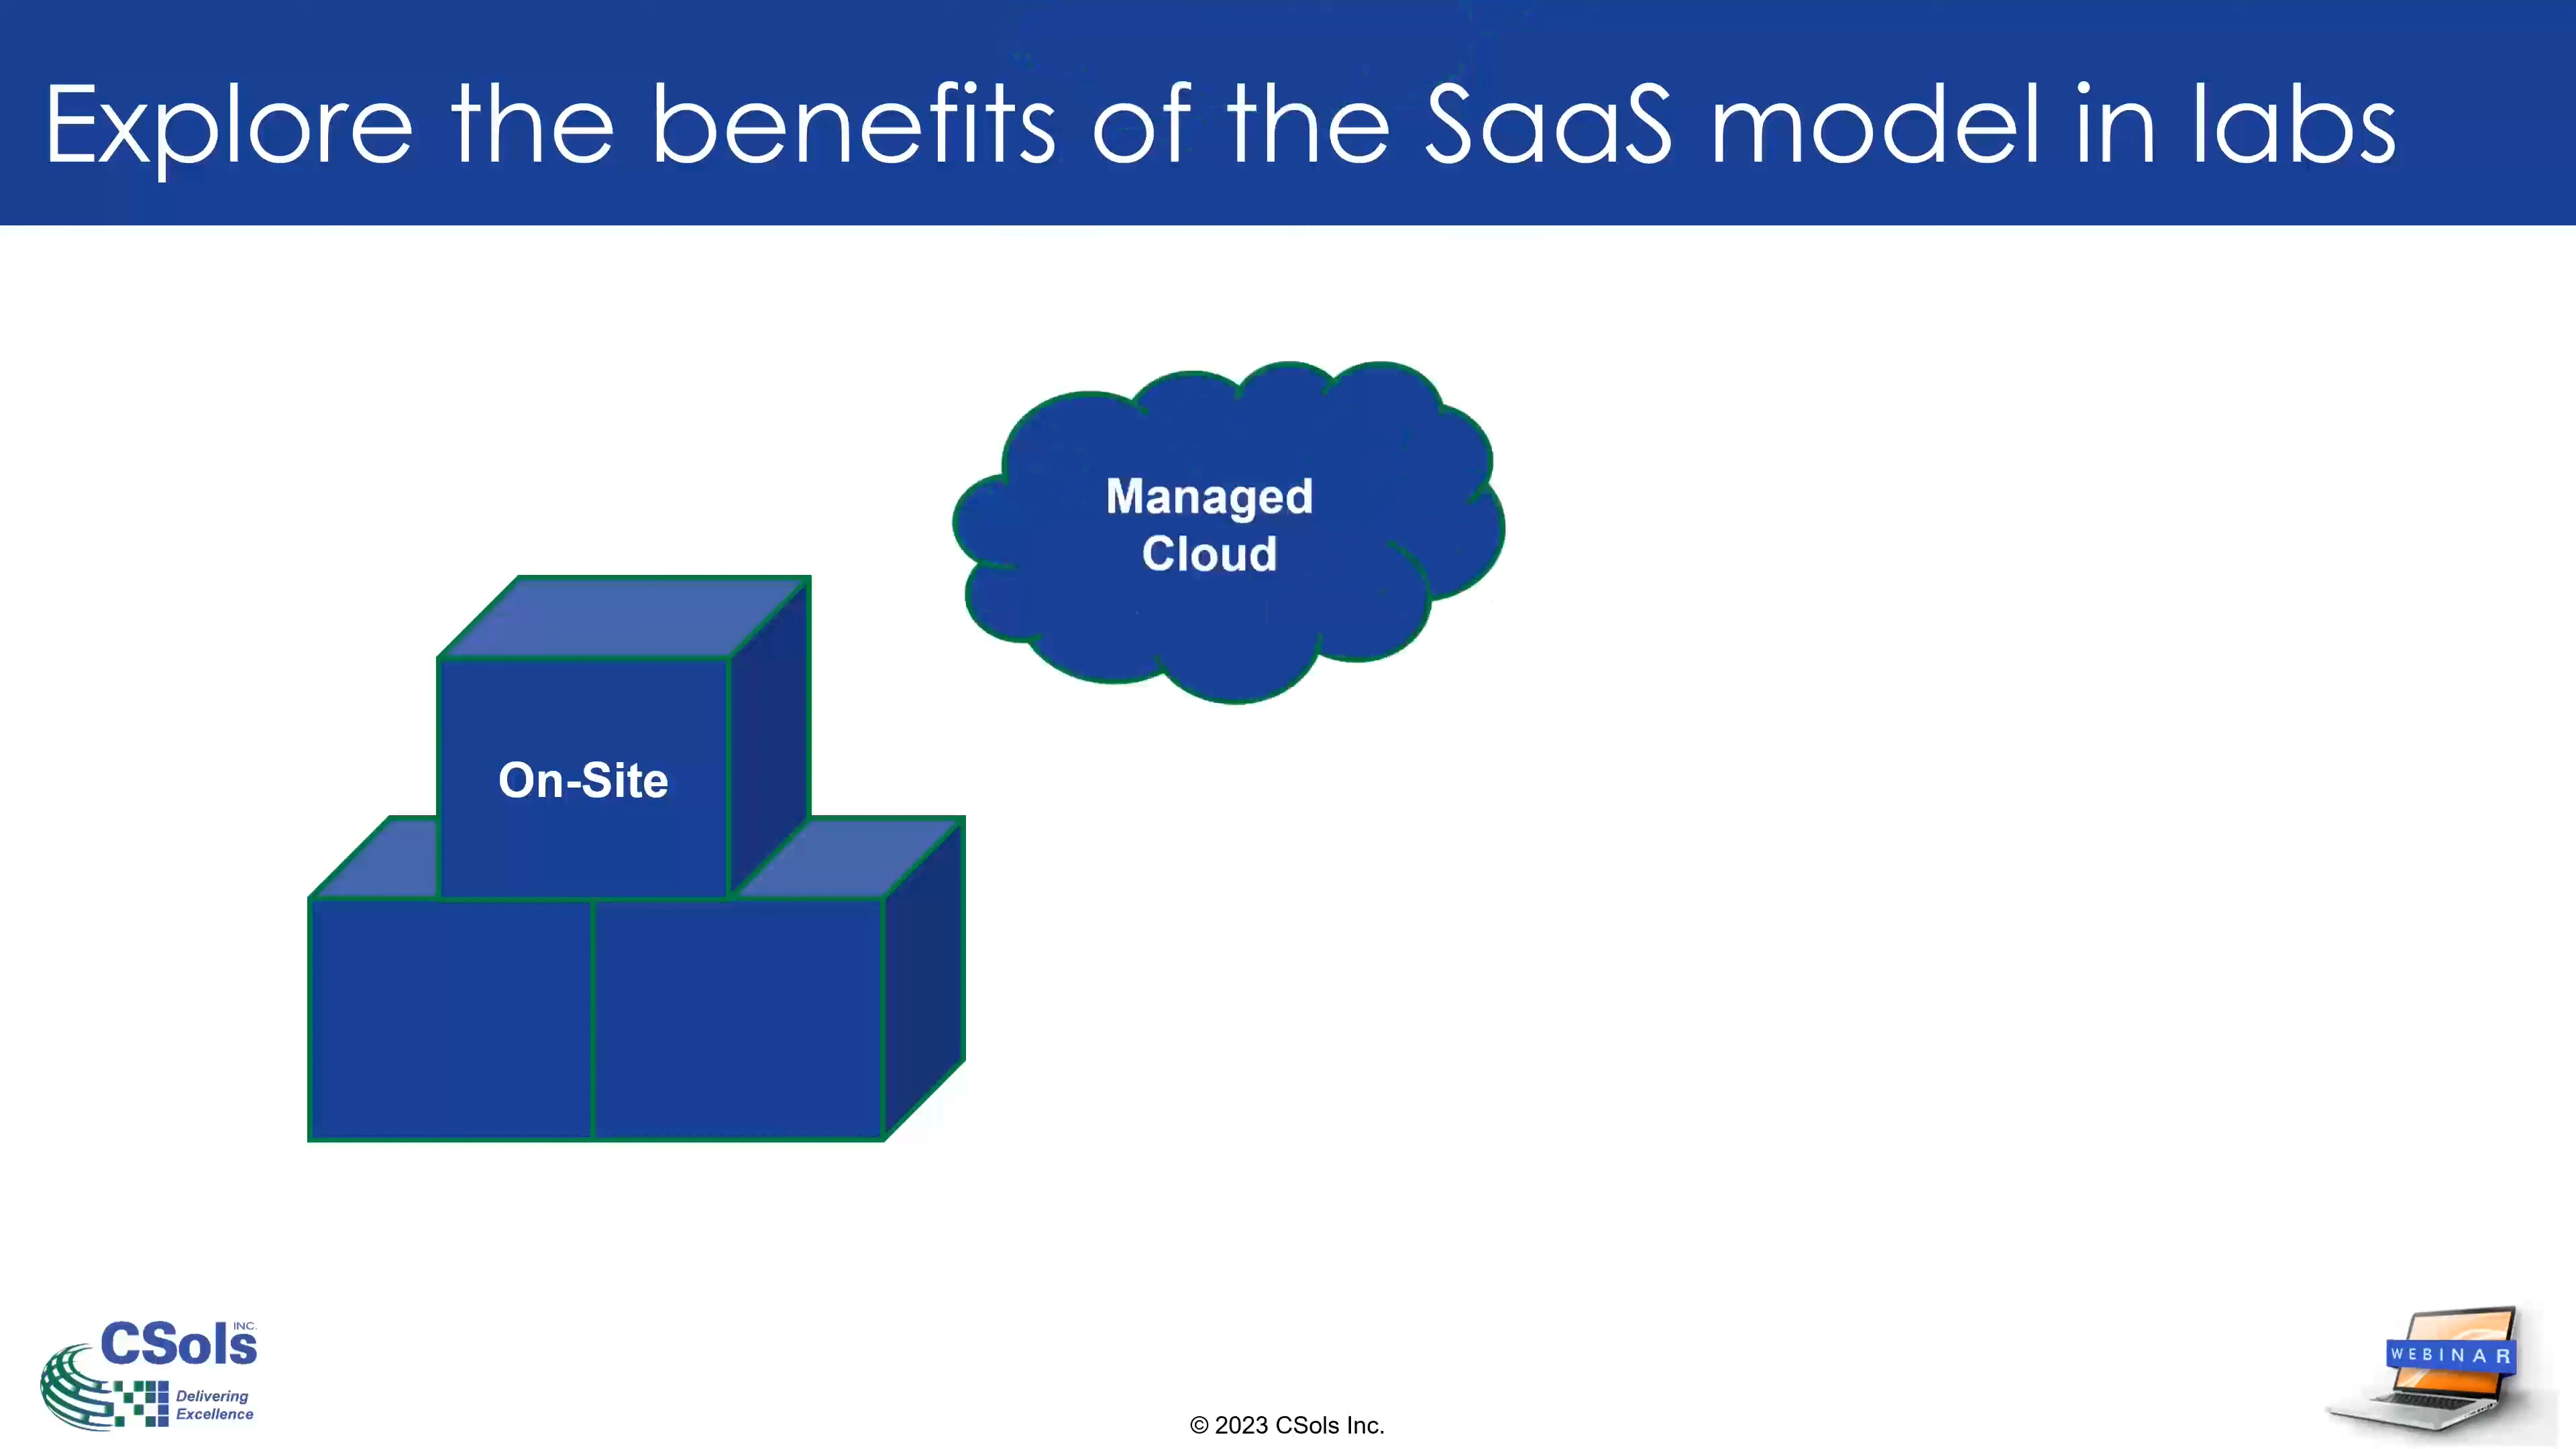 Explore the benefits of the SaaS model in labs
Managed
Cloud
On-Site
CSols INC.
Delivering
Excellence
© 2023 CSols Inc.
WEBINAR